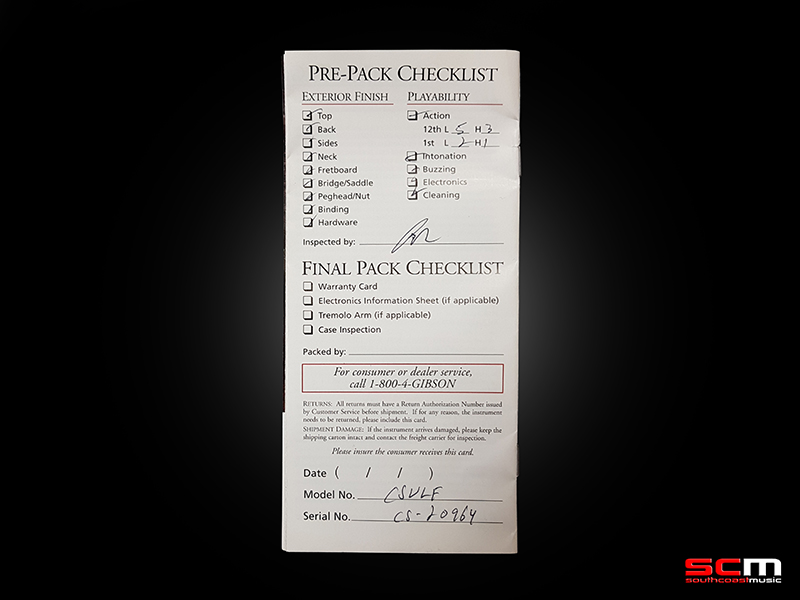 PRE-PACK CHECKLIST
EXTERIOR FINISH
Top
Back
Sides
Neck
Fretboard
Bridge/Saddle
Peghead/Nut
Binding
Hardware
PLAYABILITY
Action
12th L 5 H 3
1st L 2 H 1
Intonation
Buzzing
Electronics
Cleaning
Inspected by:
FINAL PACK CHECKLIST
Warranty Card
Electronics Information Sheet (if applicable)
Tremolo Arm (if applicable)
Case Inspection
Packed by:
For consumer or dealer service,
call 1-800-4-GIBSON
RETURNS: All returns must have a Return Authorization Number issued
by Customer Service before shipment. If for any reason, the instrument
needs to be returned, please include this card.
SHIPMENT DAMAGE: If the instrument arrives damaged, please keep the
shipping carton intact and contact the freight carrier for inspection.
Please insure the consumer receives this card.
Date ( / / )
Model No. CSVLF
Serial No. CS-20964
SCM
southcoastmusic